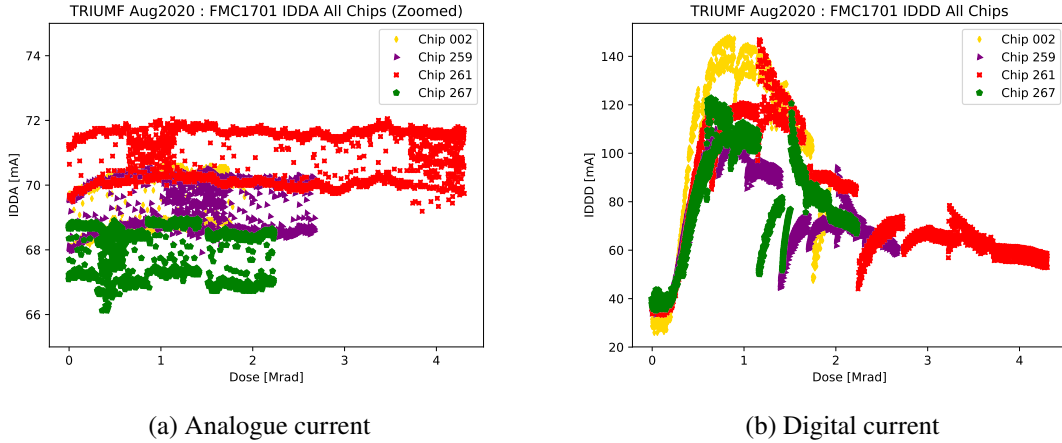 TRIUMF Aug2020 : FMC1701 IDDA All Chips (Zoomed)
Chip 002
Chip 259
Chip 261
Chip 267
74
72
70
68
66
IDDA [mA]
0 1 2 3 4
Dose [Mrad]
(a) Analogue current
TRIUMF Aug2020 : FMC1701 IDDD All Chips
Chip 002
Chip 259
Chip 261
Chip 267
140
120
100
80
60
40
20
IDDD [mA]
0 1 2 3 4
Dose [Mrad]
(b) Digital current